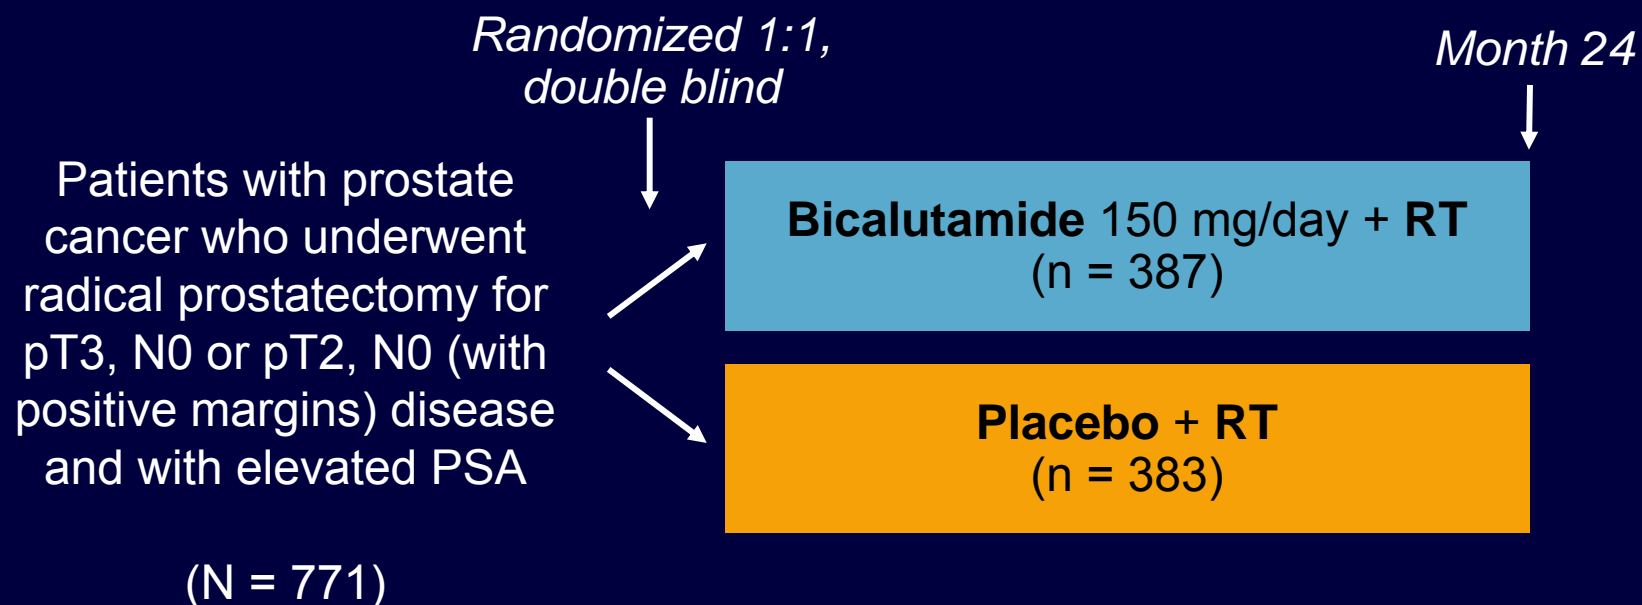 Randomized 1:1,
double blind
Month 24
Patients with prostate
cancer who underwent
radical prostatectomy for
pT3, N0 or pT2, N0 (with
positive margins) disease
and with elevated PSA
(N = 771)
Bicalutamide 150 mg/day + RT
(n = 387)
Placebo + RT
(n = 383)